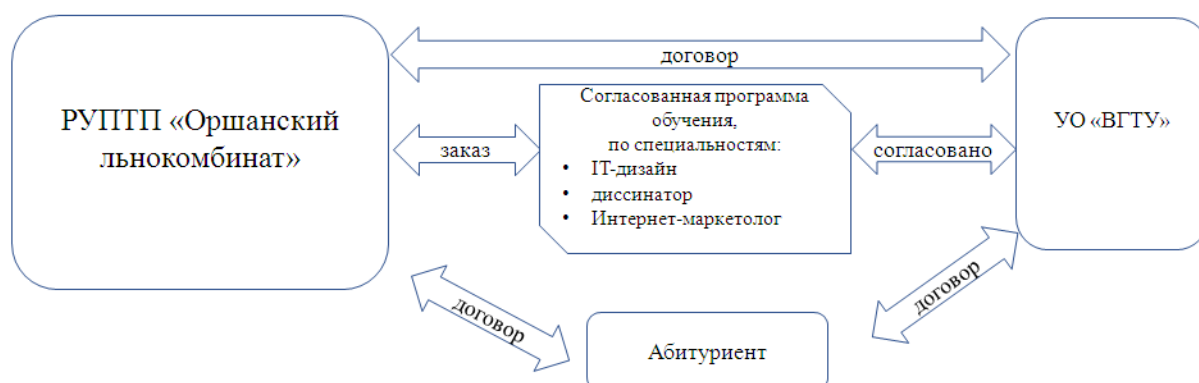 договор
РУПТП «Оршанский
льнокомбинат»
заказ
Согласованная программа
обучения,
по специальностям:
• IT-дизайн
• диссинатор
• Интернет-маркетолог
согласовано
УО «ВГТУ»
договор
договор
Абитуриент